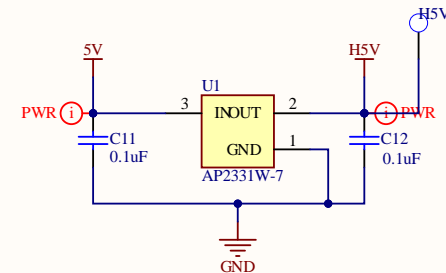 H5V
5V
H5V
U1
PWR
i
3
INOUT
2
i
PWR
C11
0.1uF
GND
1
C12
0.1uF
AP2331W-7
GND